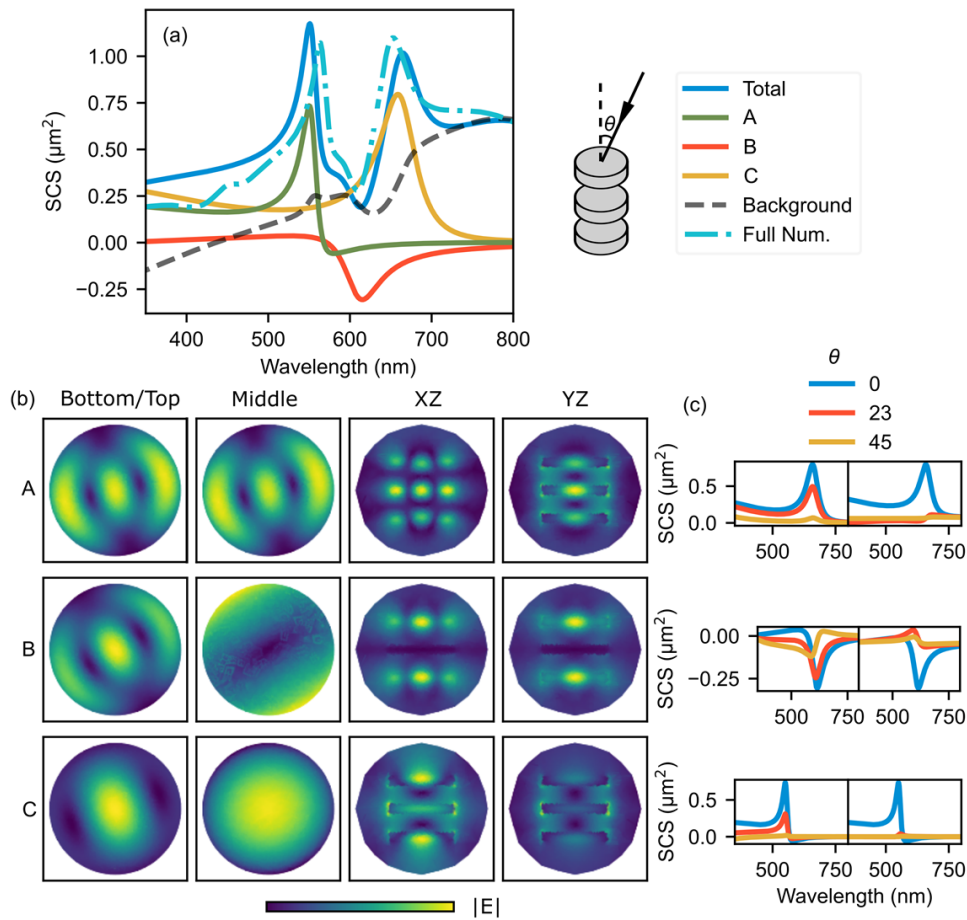 (a)
1.00
0.75
0.50
0.25
0.00
−0.25
SCS (μm²)
400 500 600 700 800
Wavelength (nm)
θ
Total
A
B
C
Background
Full Num.
(b)
Bottom/Top Middle XZ YZ
A
B
C
|E|
(c)
θ
0
23
45
SCS (μm²)
0.5
0.0
500 750 500 750
SCS (μm²)
0.00
−0.25
500 750 500 750
SCS (μm²)
0.5
0.0
500 750 500 750
Wavelength (nm)